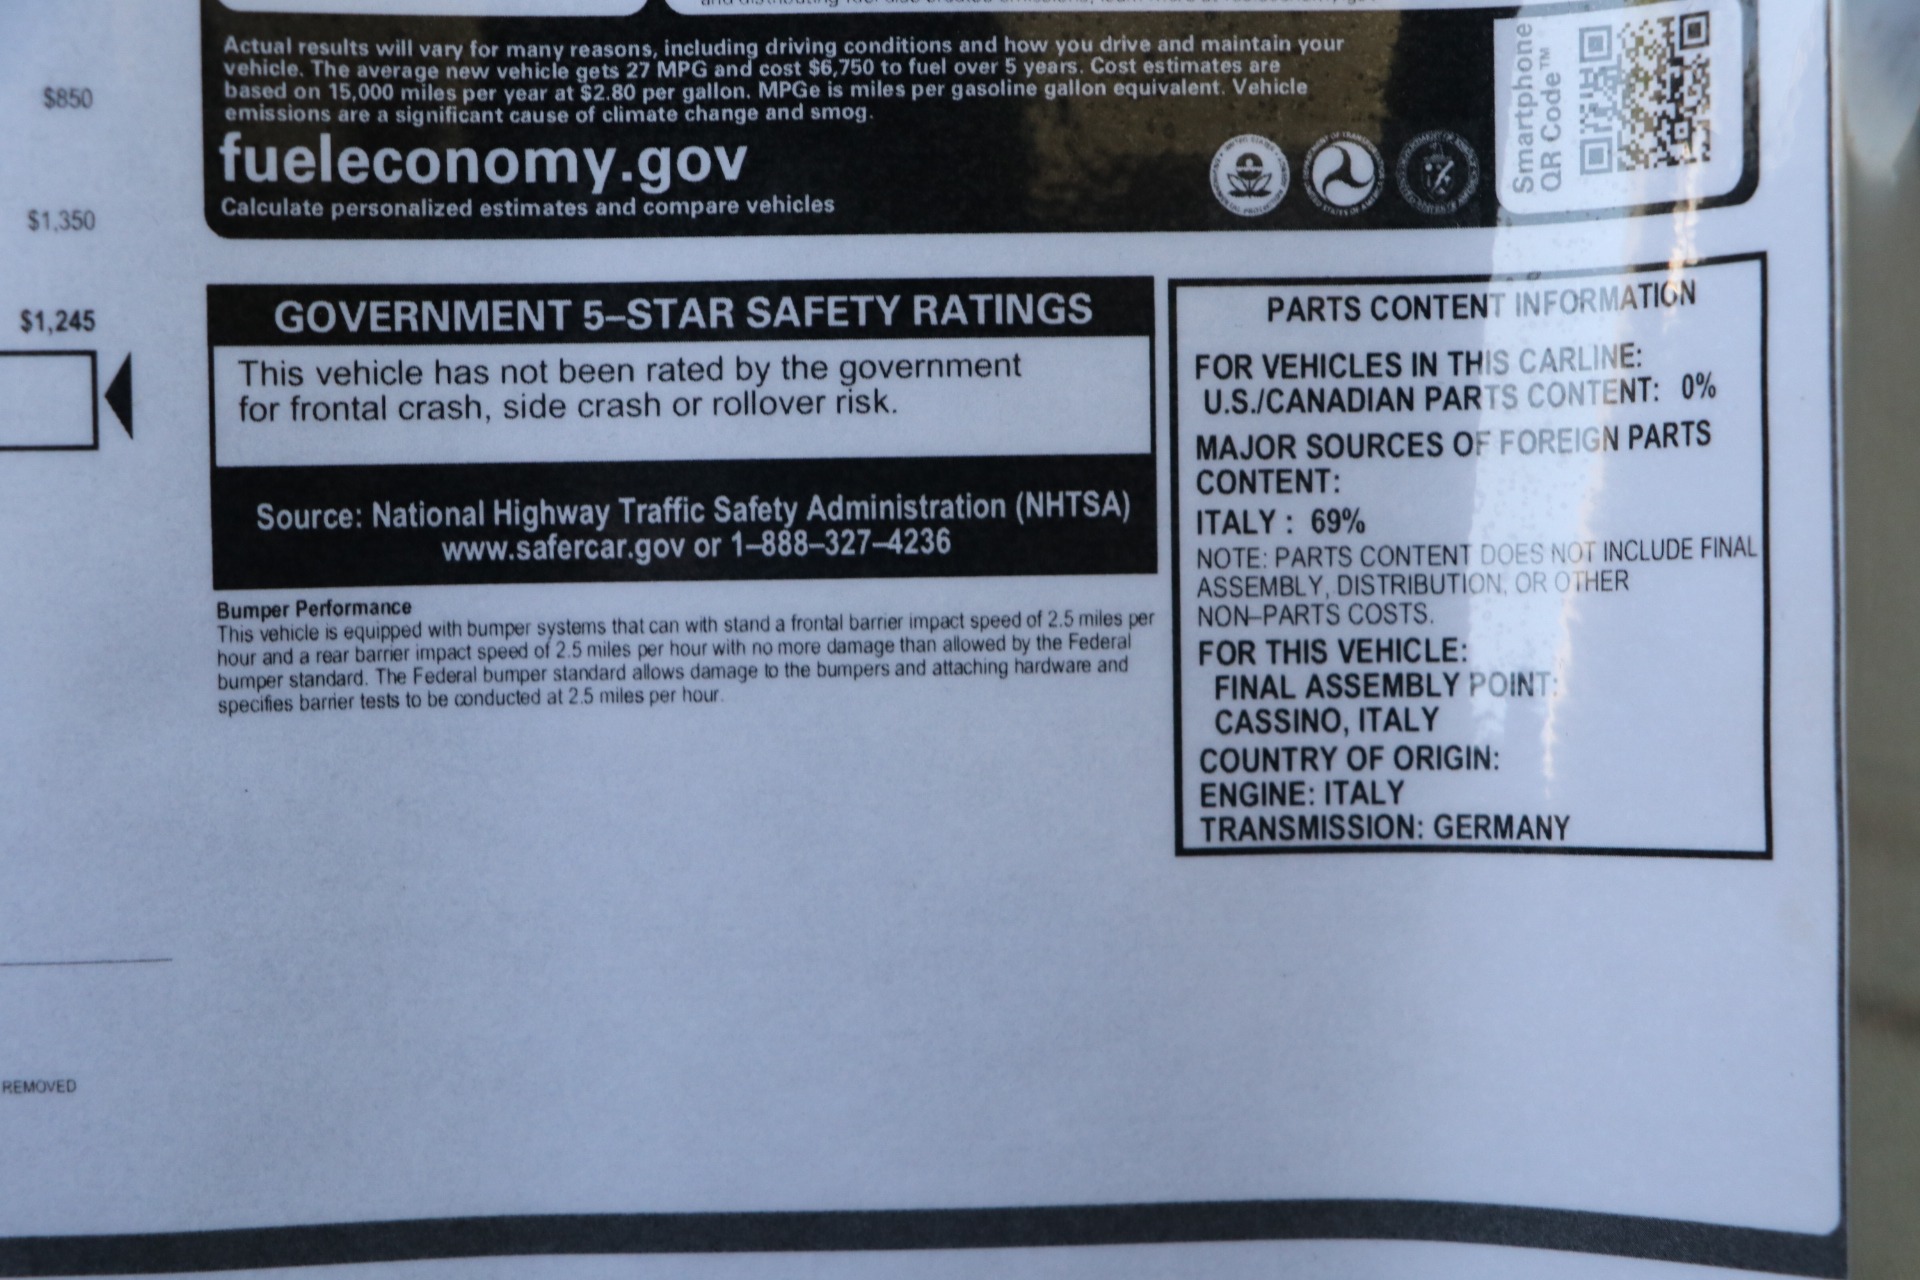 $850
$1,350
$1,245
REMOVED
Actual results will vary for many reasons, including driving conditions and how you drive and maintain your
vehicle. The average new vehicle gets 27 MPG and cost $6,750 to fuel over 5 years. Cost estimates are
based on 15,000 miles per year at $2.80 per gallon. MPGe is miles per gasoline gallon equivalent. Vehicle
emissions are a significant cause of climate change and smog.
fueleconomy.gov
Calculate personalized estimates and compare vehicles
Smartphone
QR Code™
GOVERNMENT 5–STAR SAFETY RATINGS
This vehicle has not been rated by the government
for frontal crash, side crash or rollover risk.
Source: National Highway Traffic Safety Administration (NHTSA)
www.safercar.gov or 1–888–327–4236
Bumper Performance
This vehicle is equipped with bumper systems that can with stand a frontal barrier impact speed of 2.5 miles per
hour and a rear barrier impact speed of 2.5 miles per hour with no more damage than allowed by the Federal
bumper standard. The Federal bumper standard allows damage to the bumpers and attaching hardware and
specifies barrier tests to be conducted at 2.5 miles per hour.
PARTS CONTENT INFORMATION
FOR VEHICLES IN THIS CARLINE:
U.S./CANADIAN PARTS CONTENT: 0%
MAJOR SOURCES OF FOREIGN PARTS
CONTENT:
ITALY : 69%
NOTE: PARTS CONTENT DOES NOT INCLUDE FINAL
ASSEMBLY, DISTRIBUTION, OR OTHER
NON–PARTS COSTS.
FOR THIS VEHICLE:
FINAL ASSEMBLY POINT:
CASSINO, ITALY
COUNTRY OF ORIGIN:
ENGINE: ITALY
TRANSMISSION: GERMANY